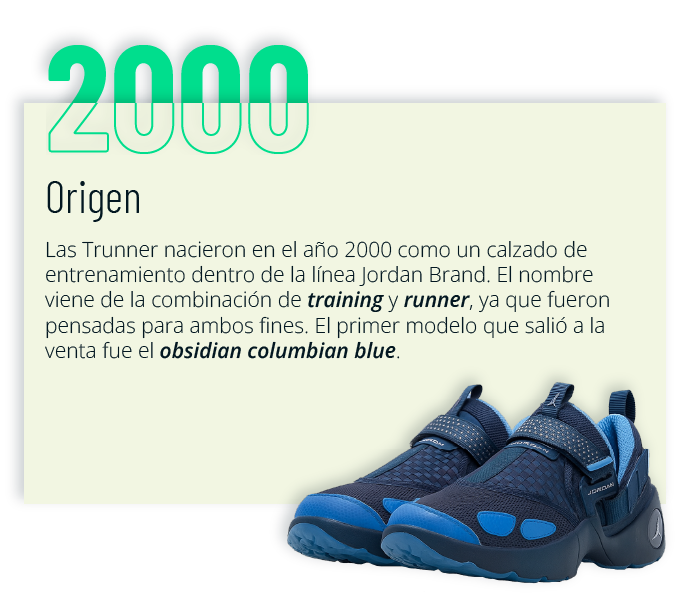 2000
Origen
Las Trunner nacieron en el año 2000 como un calzado de
entrenamiento dentro de la línea Jordan Brand. El nombre
viene de la combinación de training y runner, ya que fueron
pensadas para ambos fines. El primer modelo que salió a la
venta fue el obsidian columbian blue.
JORDAN